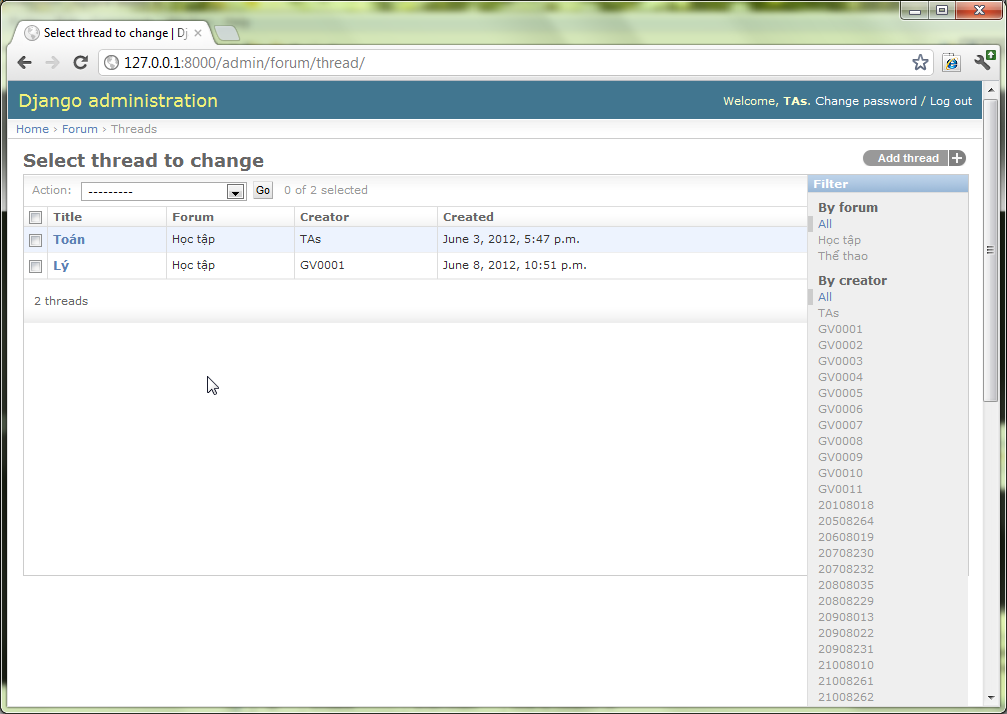 Select thread to change | Dj
127.0.0.1:8000/admin/forum/thread/
Django administration
Welcome, TAs. Change password / Log out
Home › Forum › Threads
Select thread to change
Add thread
Action: --------- Go 0 of 2 selected
Title Forum Creator Created
Toán Học tập TAs June 3, 2012, 5:47 p.m.
Lý Học tập GV0001 June 8, 2012, 10:51 p.m.
2 threads
Filter
By forum
All
Học tập
Thể thao
By creator
All
TAs
GV0001
GV0002
GV0003
GV0004
GV0005
GV0006
GV0007
GV0008
GV0009
GV0010
GV0011
20108018
20508264
20608019
20708230
20708232
20808035
20808229
20908013
20908022
20908231
21008010
21008261
21008262